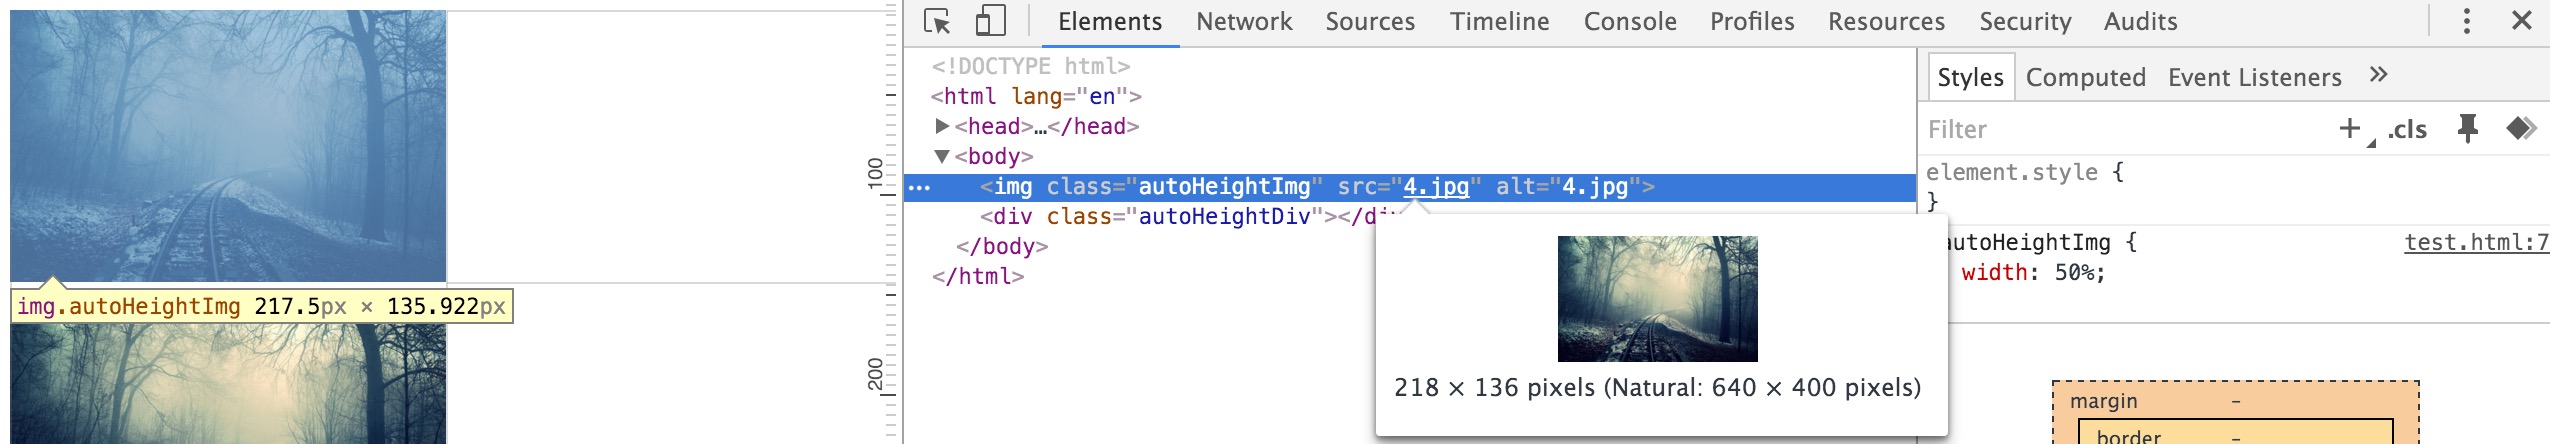 Elements Network Sources Timeline Console Profiles Resources Security Audits
<!DOCTYPE html>
<html lang="en">
▶<head>…</head>
▼<body>
… <img class="autoHeightImg" src="4.jpg" alt="4.jpg">
<div class="autoHeightDiv"></div
</body>
</html>
218 × 136 pixels (Natural: 640 × 400 pixels)
100
200
img.autoHeightImg 217.5px × 135.922px
Styles Computed Event Listeners »
Filter + .cls
element.style {
}
autoHeightImg { test.html:7
width: 50%;
margin –
border –